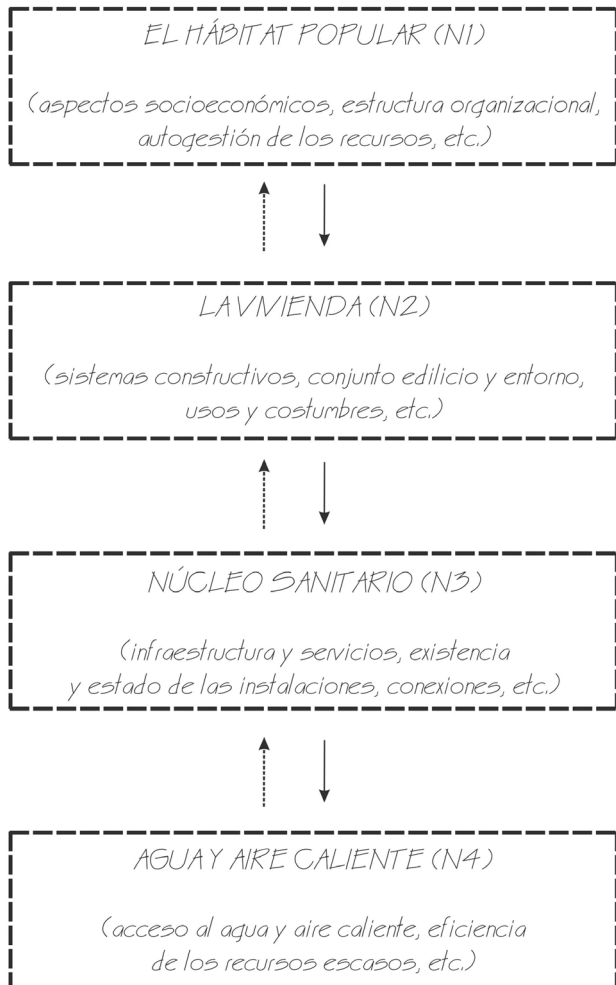 EL HÁBITAT POPULAR (N1)
(aspectos socioeconómicos, estructura organizacional,
autogestión de los recursos, etc.)
LA VIVIENDA (N2)
(sistemas constructivos, conjunto edilicio y entorno,
usos y costumbres, etc.)
NÚCLEO SANITARIO (N3)
(infraestructura y servicios, existencia
y estado de las instalaciones, conexiones, etc.)
AGUA Y AIRE CALIENTE (N4)
(acceso al agua y aire caliente, eficiencia
de los recursos escasos, etc.)